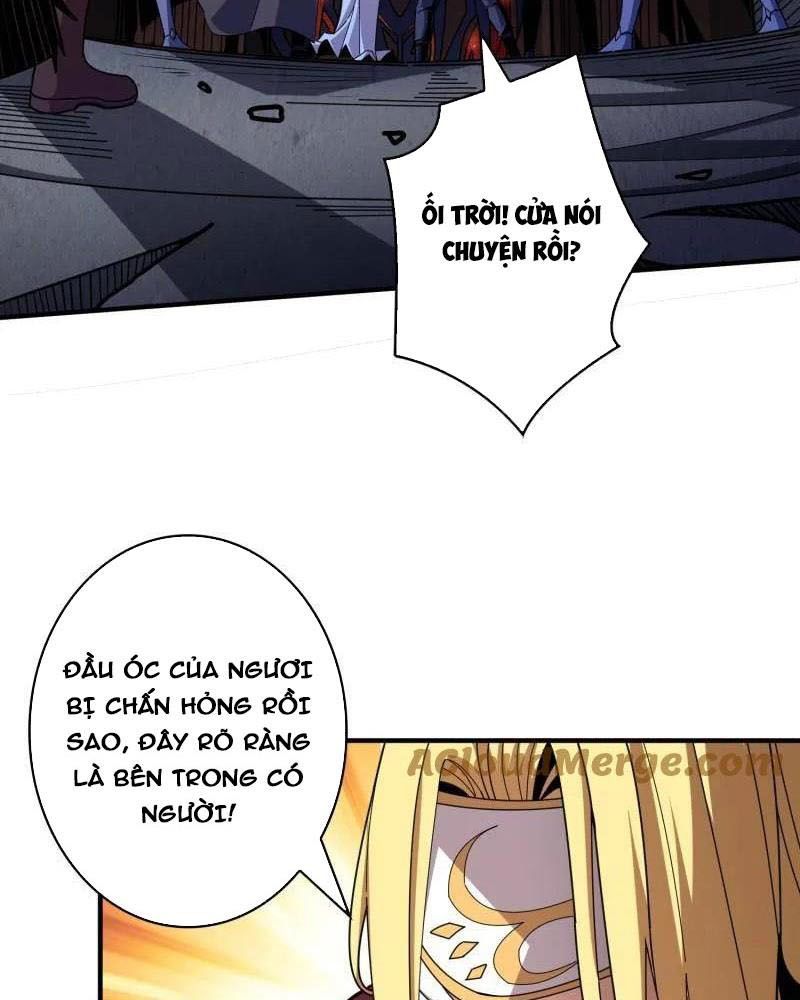 ỐI TRỜI! CỬA NÓI
CHUYỆN RỒI?
ĐẦU ÓC CỦA NGƯƠI
BỊ CHẤN HỎNG RỒI
SAO, ĐÂY RÕ RÀNG
LÀ BÊN TRONG CÓ
NGƯỜI!
ACloudMerge.com